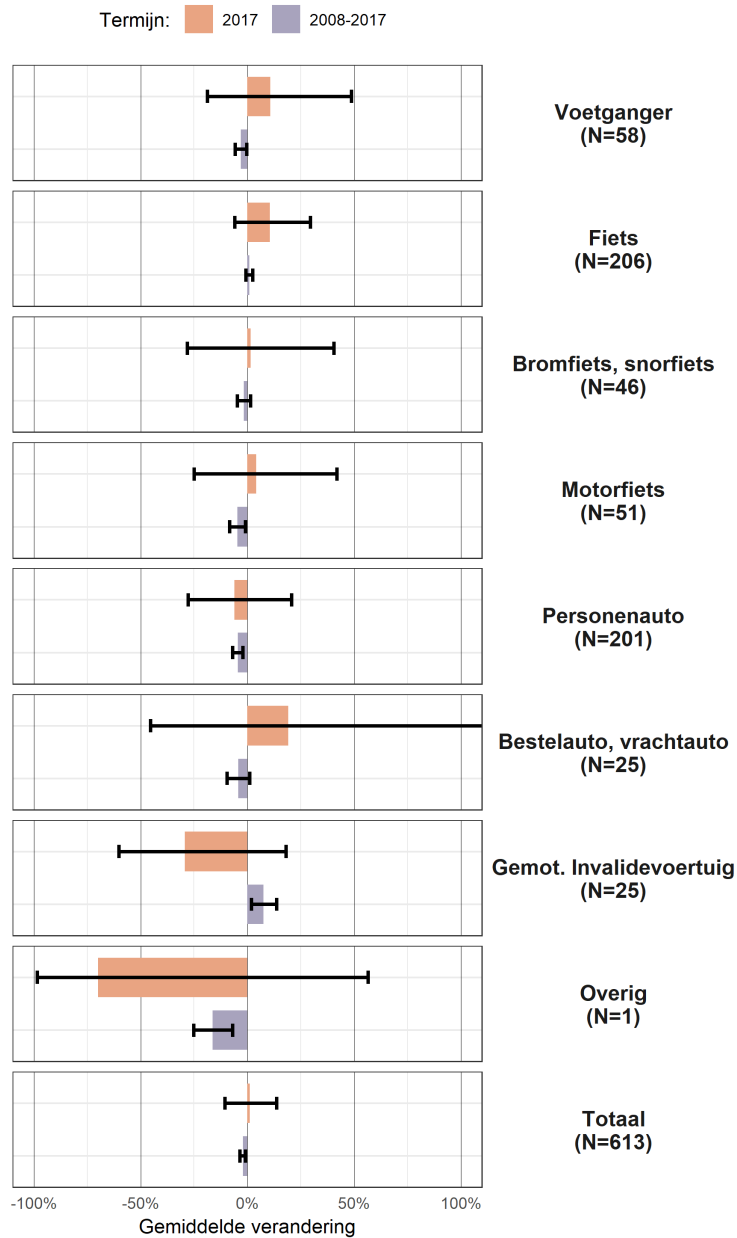 Termijn: 2017 2008-2017
Voetganger
(N=58)
Fiets
(N=206)
Bromfiets, snorfiets
(N=46)
Motorfiets
(N=51)
Personenauto
(N=201)
Bestelauto, vrachtauto
(N=25)
Gemot. Invalidevoertuig
(N=25)
Overig
(N=1)
Totaal
(N=613)
-100% -50% 0% 50% 100%
Gemiddelde verandering